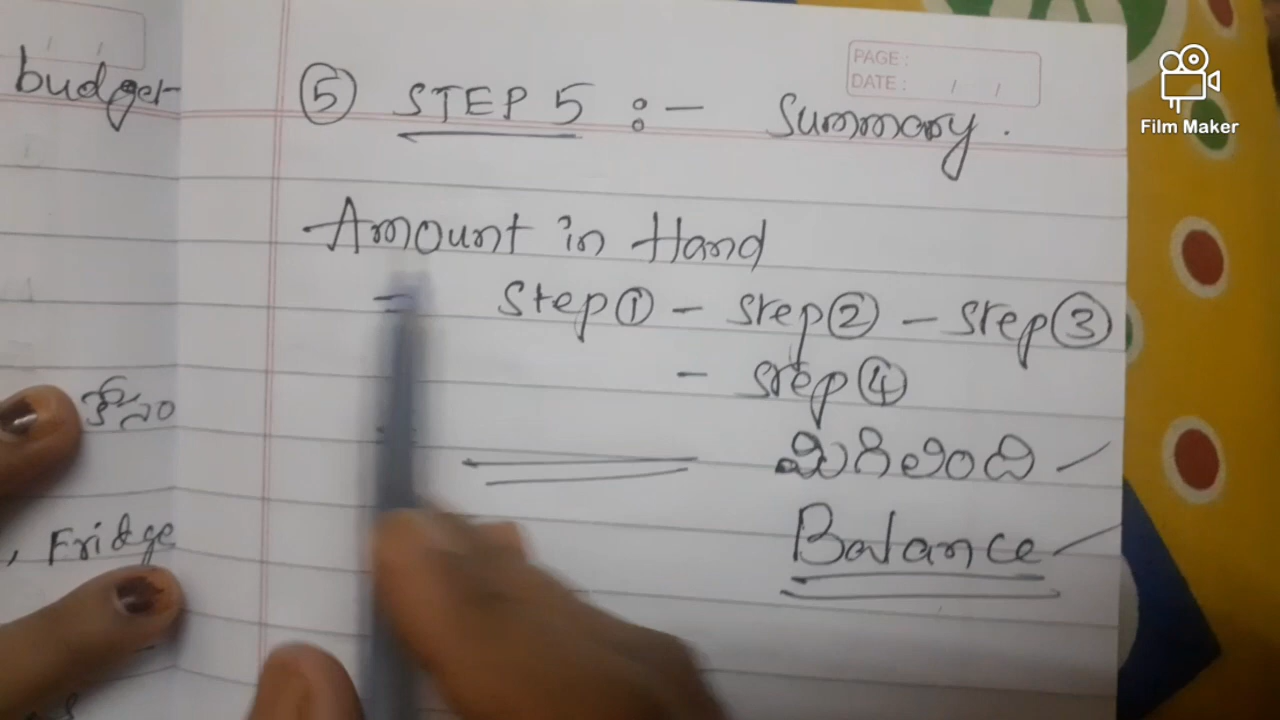 budget
, Fridge
PAGE :
DATE : / /
⑤ STEP 5 :- Summary.
Amount in Hand
= Step① - Step② - Step③
- Step④
మిగిలింది
Balance
Film Maker